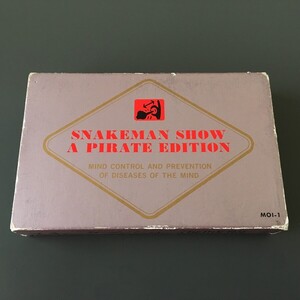 SNAKEMAN SHOW
A PIRATE EDITION
MIND CONTROL AND PREVENTION
OF DISEASES OF THE MIND
MOI-1